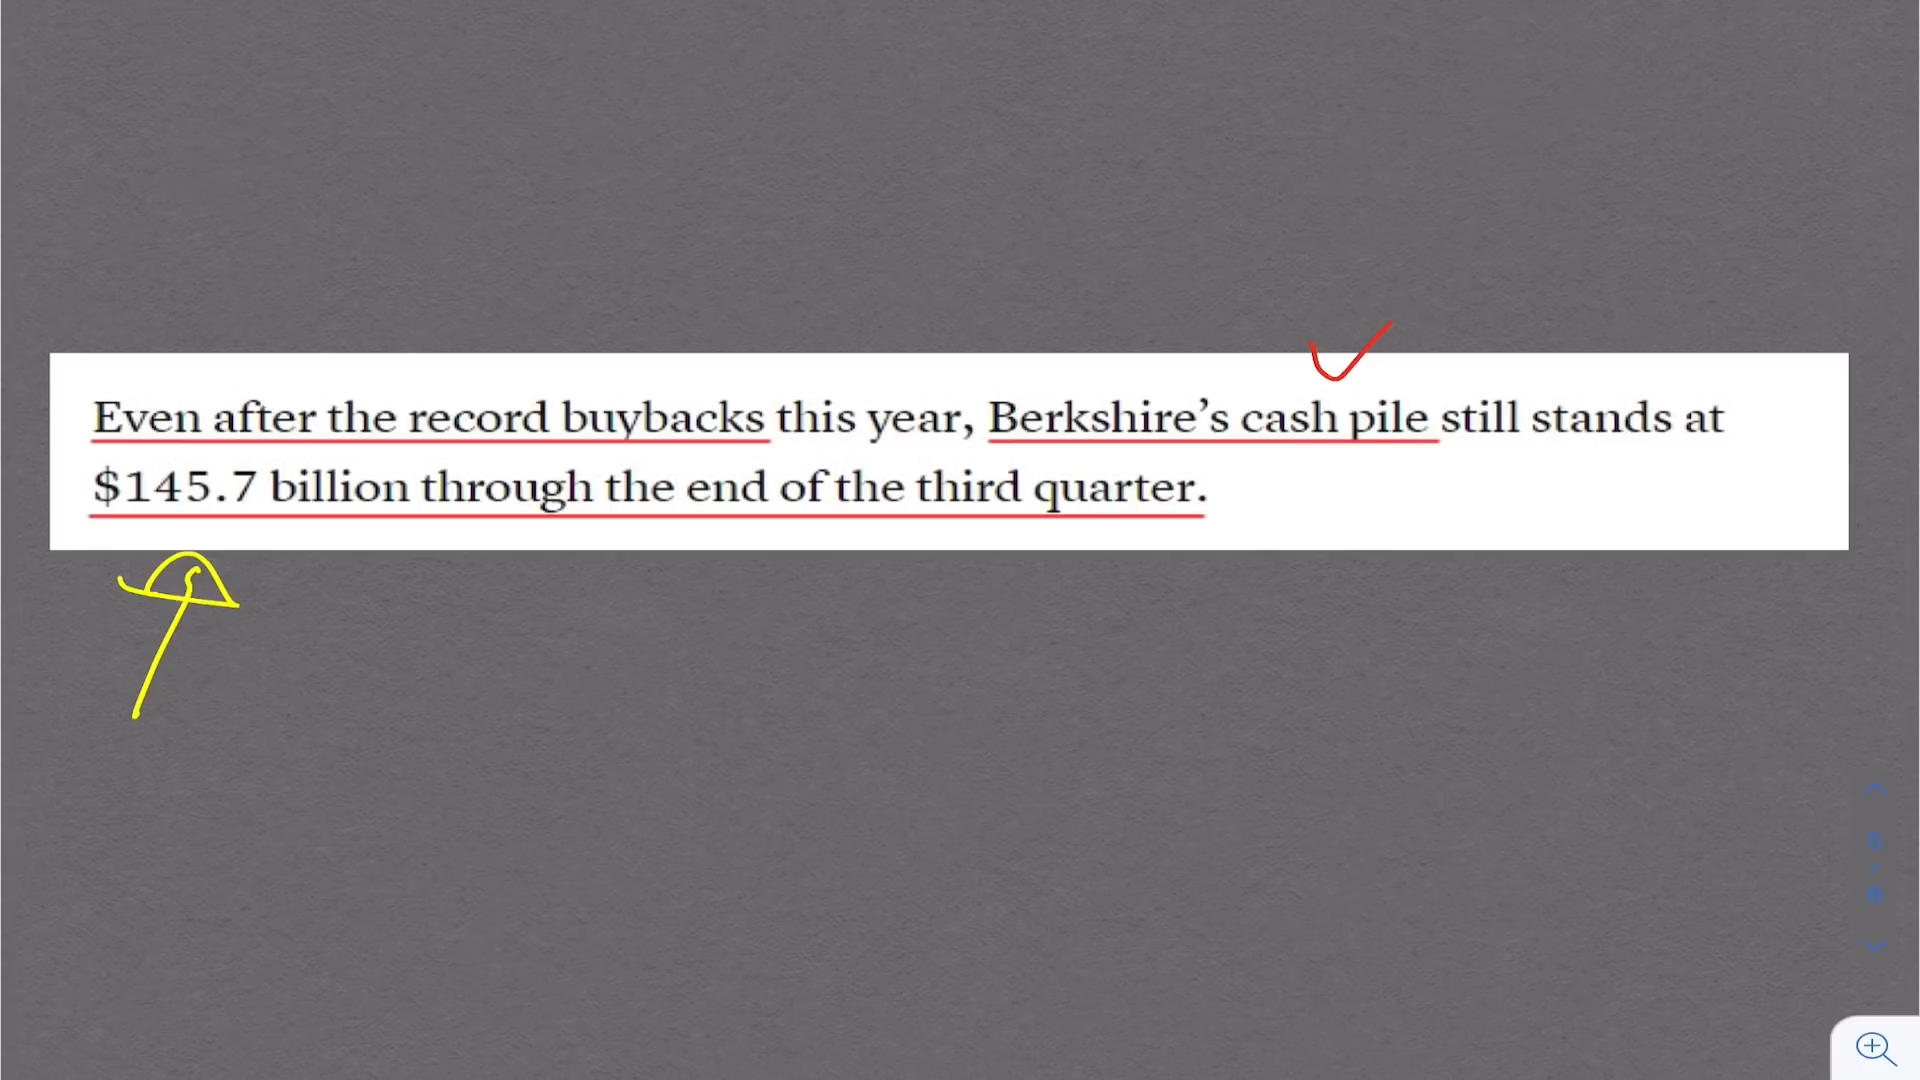 Even after the record buybacks this year, Berkshire’s cash pile still stands at
$145.7 billion through the end of the third quarter.